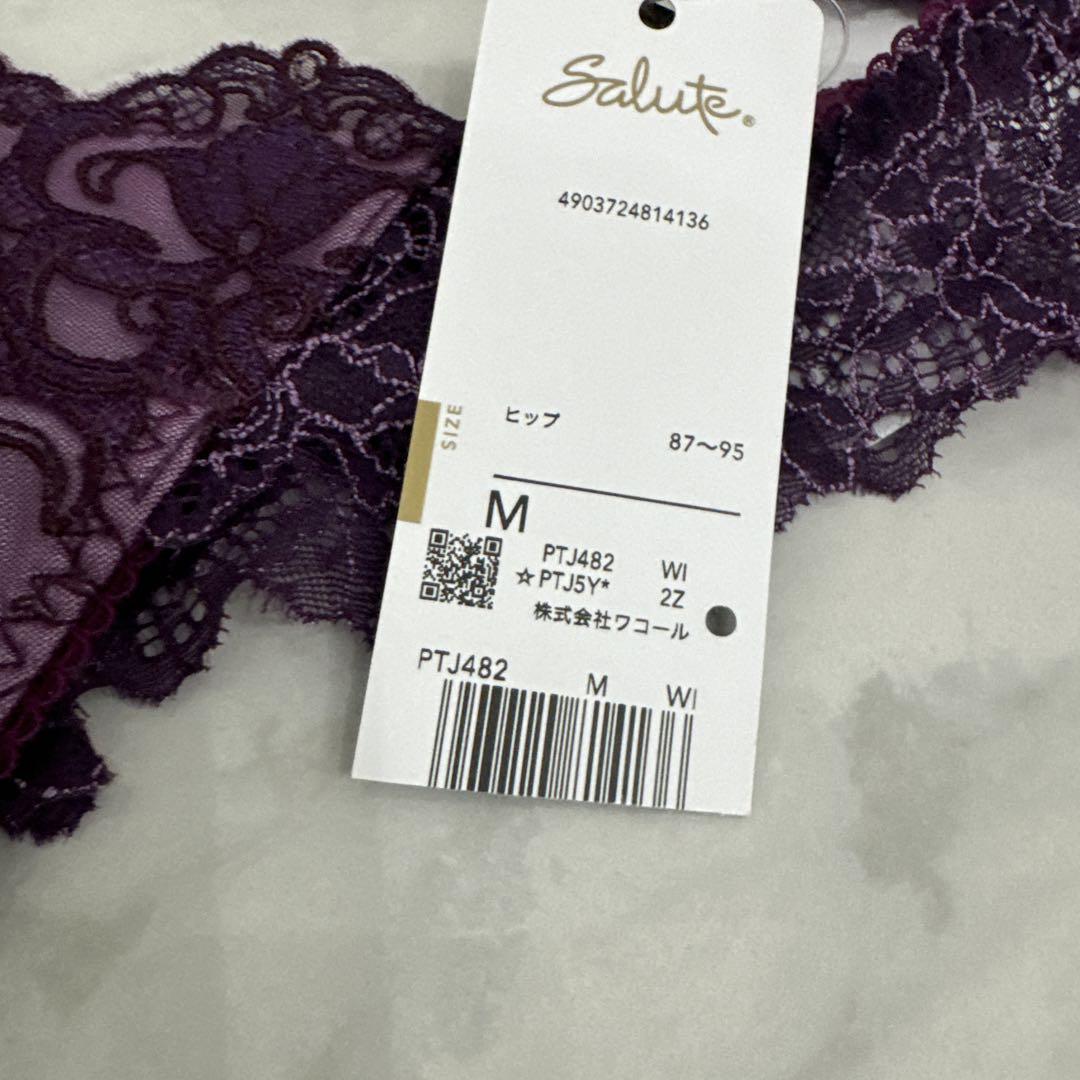 Salute®
4903724814136
SIZE
ヒップ
87〜95
M
PTJ482 WI
☆PTJ5Y* 2Z
株式会社ワコール
PTJ482 M WI